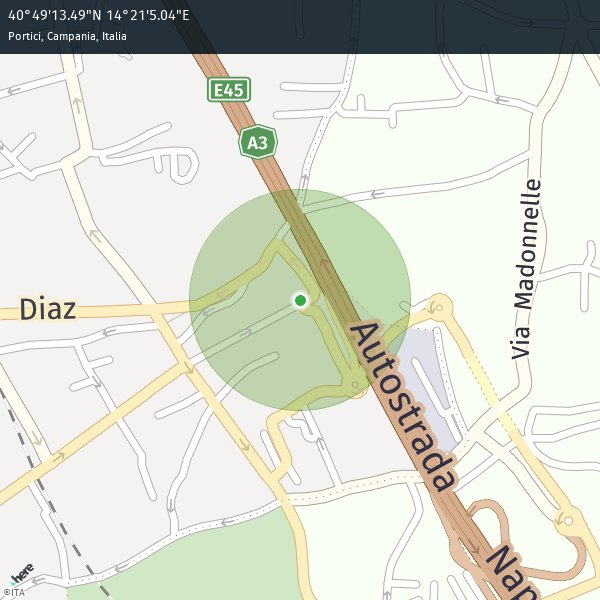 40°49'13.49"N 14°21'5.04"E
Portici, Campania, Italia
E45
A3
Via Madonnelle
Diaz
Autostrada
Nap
here
©ITA